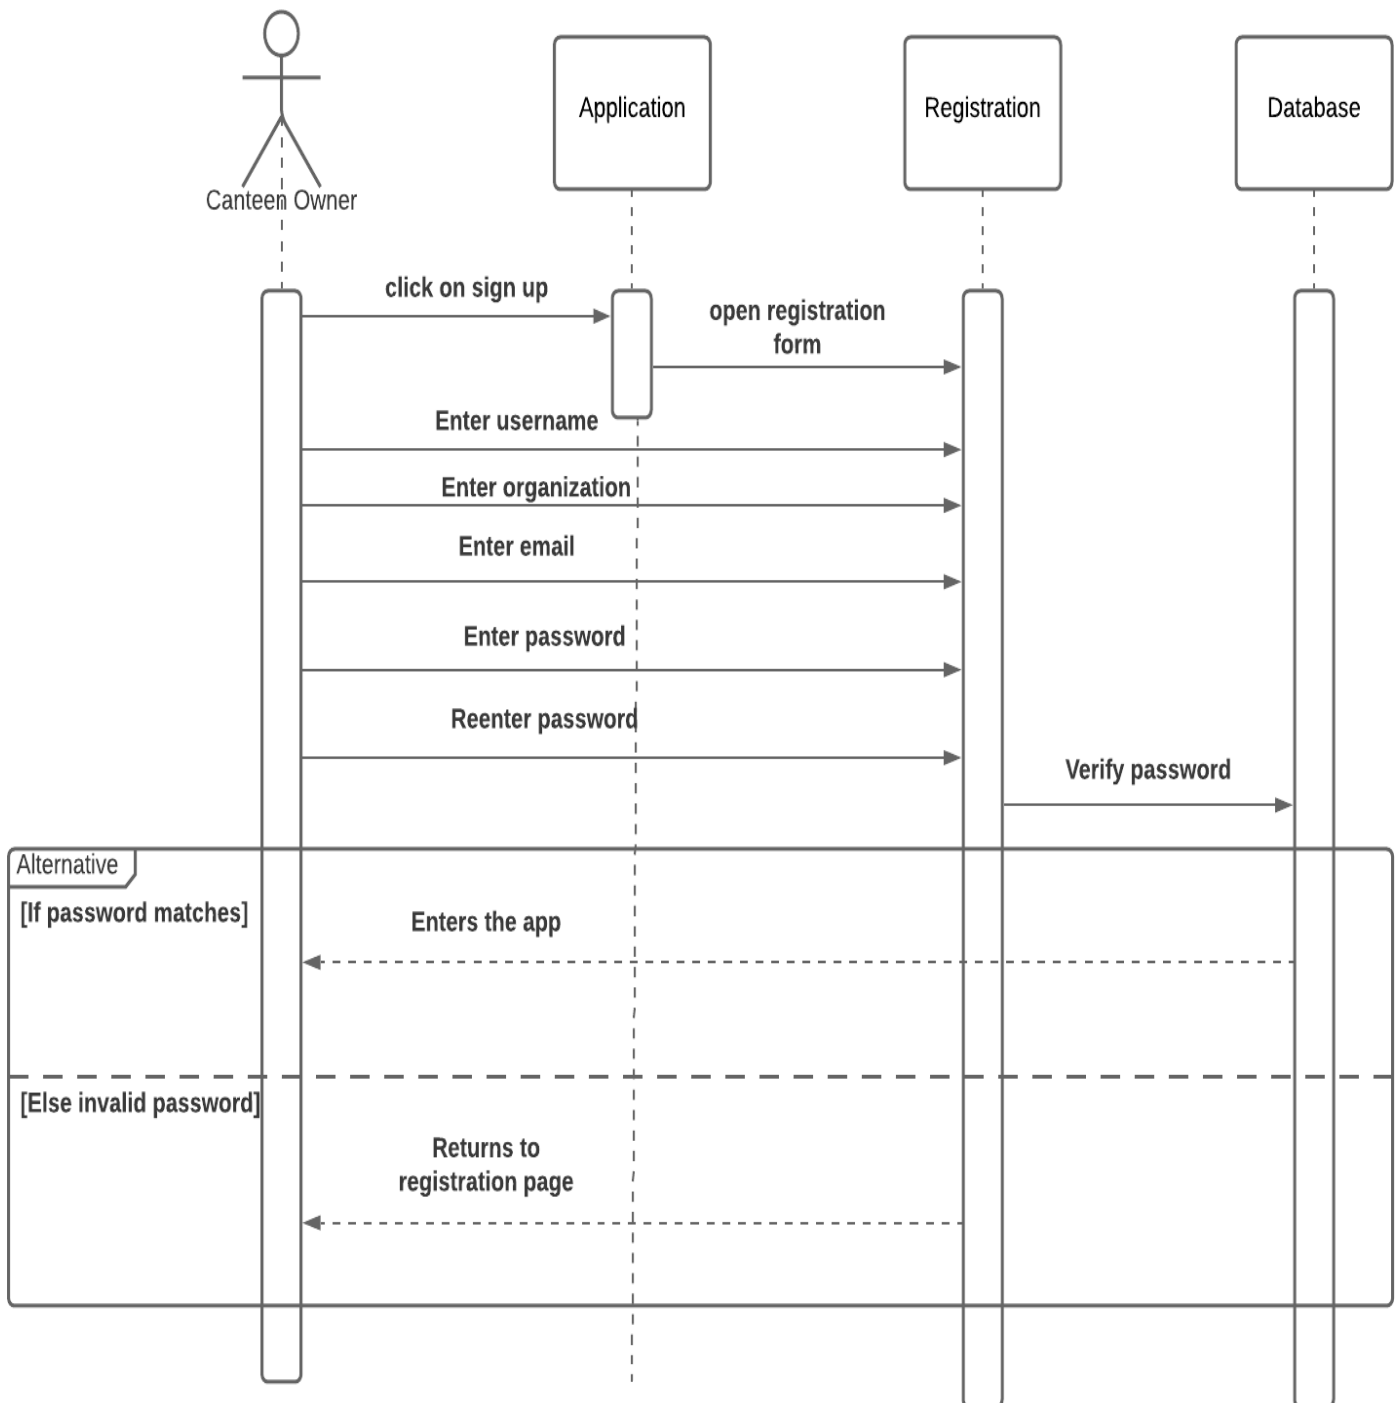 Canteen Owner
Application
Registration
Database
click on sign up
open registration
form
Enter username
Enter organization
Enter email
Enter password
Reenter password
Verify password
Alternative
[If password matches]
Enters the app
[Else invalid password]
Returns to
registration page